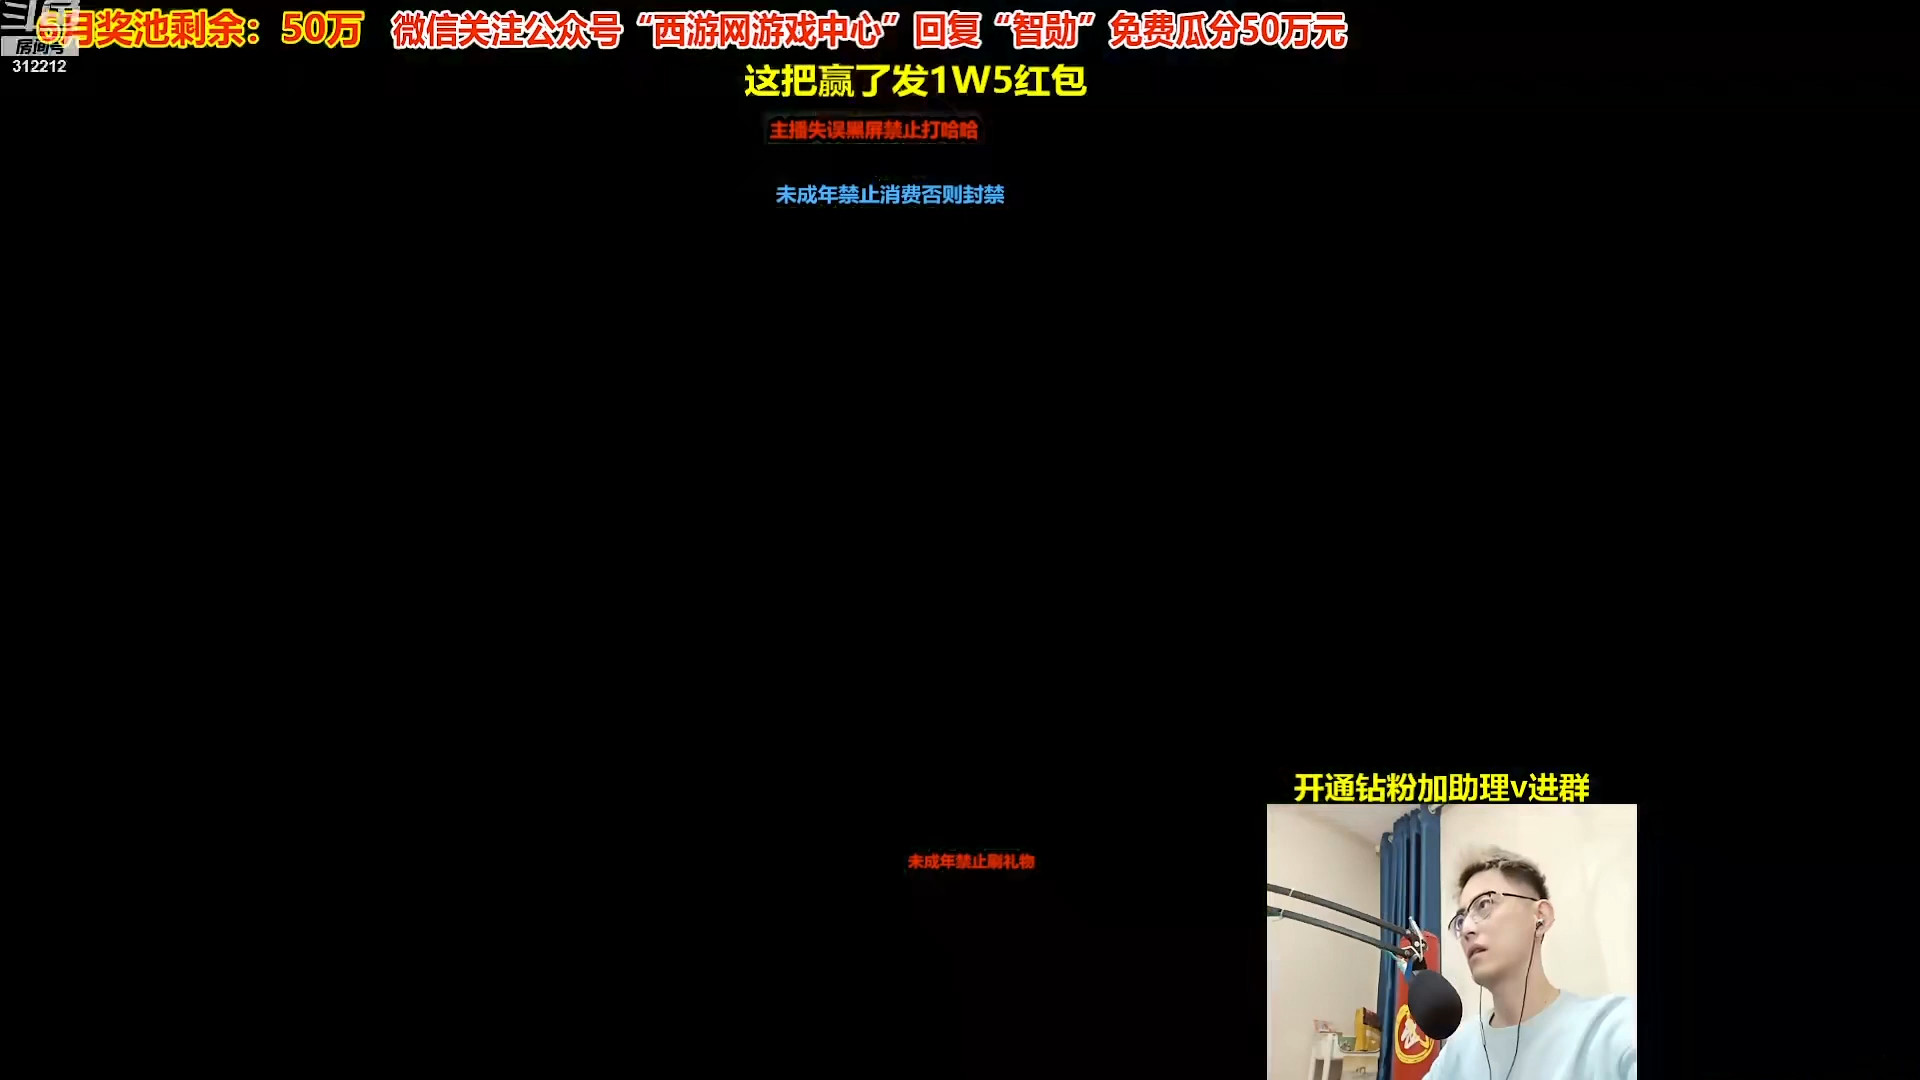 月奖池剩余：50万 微信关注公众号“西游网游戏中心”回复“智勋”免费瓜分50万元
房间号
312212
这把赢了发1W5红包
主播失误黑屏禁止打哈哈
未成年禁止消费否则封禁
开通钻粉加助理v进群
未成年禁止刷礼物